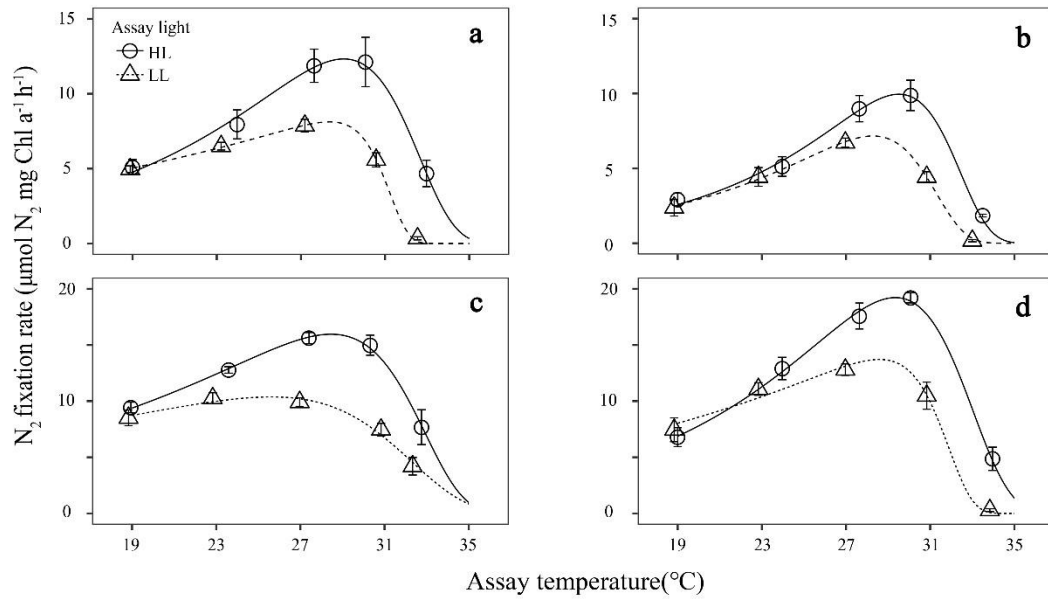 Assay light
HL
LL
a
b
15
10
5
0
15
10
5
0
c
d
20
10
0
20
10
0
19 23 27 31 35
19 23 27 31 35
N₂ fixation rate (μmol N₂ mg Chl a⁻¹ h⁻¹)
Assay temperature(°C)